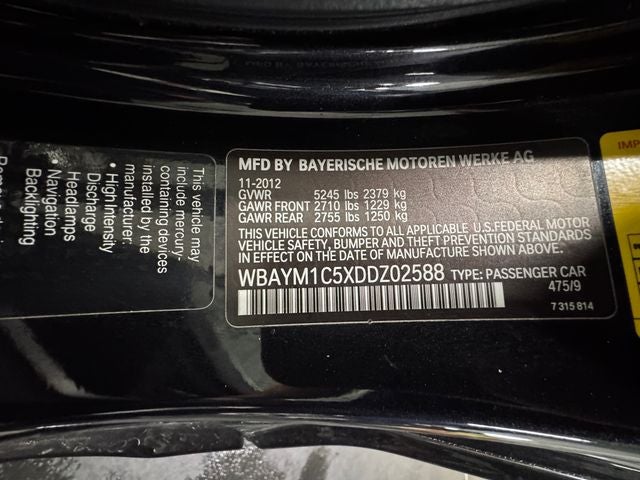 MFD BY BAYERISCHE MOTOREN WERKE AG
11-2012
GVWR 5245 lbs 2379 kg
GAWR FRONT 2710 lbs 1229 kg
GAWR REAR 2755 lbs 1250 kg
THIS VEHICLE CONFORMS TO ALL APPLICABLE U.S.FEDERAL MOTOR
VEHICLE SAFETY, BUMPER AND THEFT PREVENTION STANDARDS
IN EFFECT ON THE DATE OF MANUFACTURE SHOWN ABOVE.
WBAYM1C5XDDZ02588 TYPE: PASSENGER CAR
475/9
7 315 814
This vehicle may
include mercury-
containing devices
installed by the
manufacturer:
• High Intensity
Discharge
Headlamps
• Navigation
Backlighting
IMP